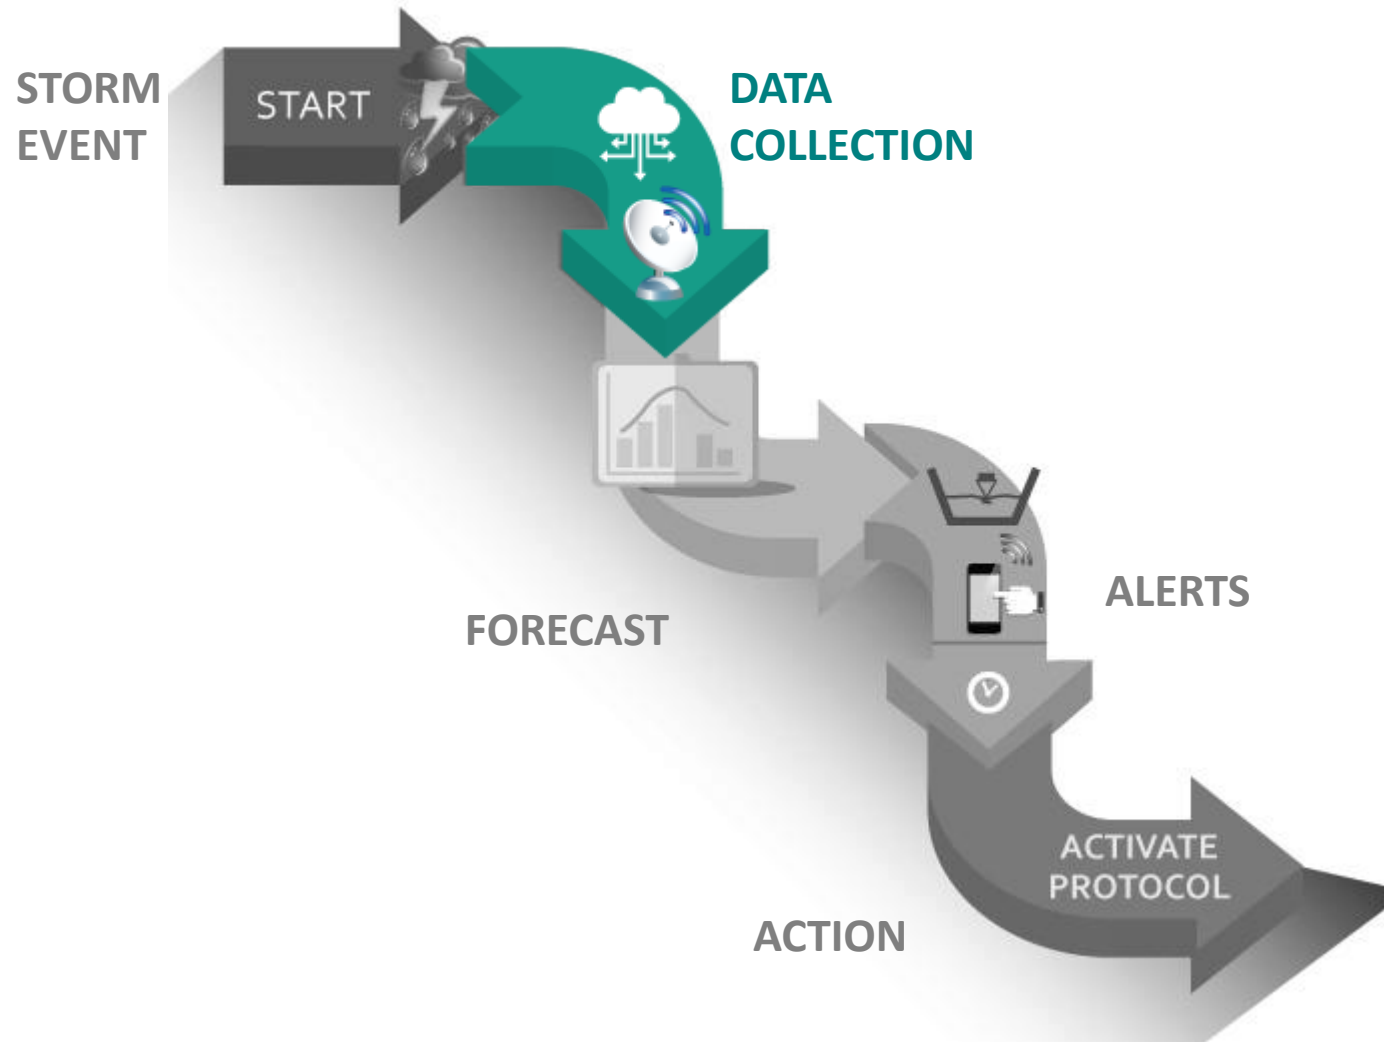 STORM
EVENT
START
DATA
COLLECTION
FORECAST
ALERTS
ACTIVATE
PROTOCOL
ACTION